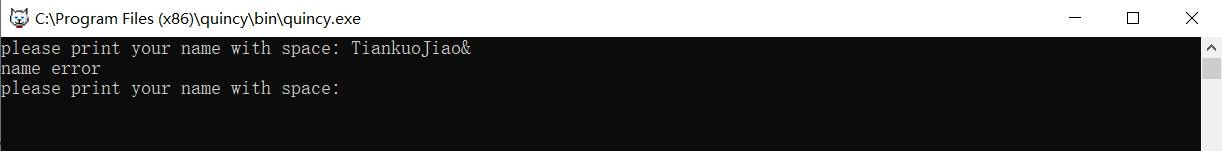 C:\Program Files (x86)\quincy\bin\quincy.exe
please print your name with space: TiankuoJiao&
name error
please print your name with space: